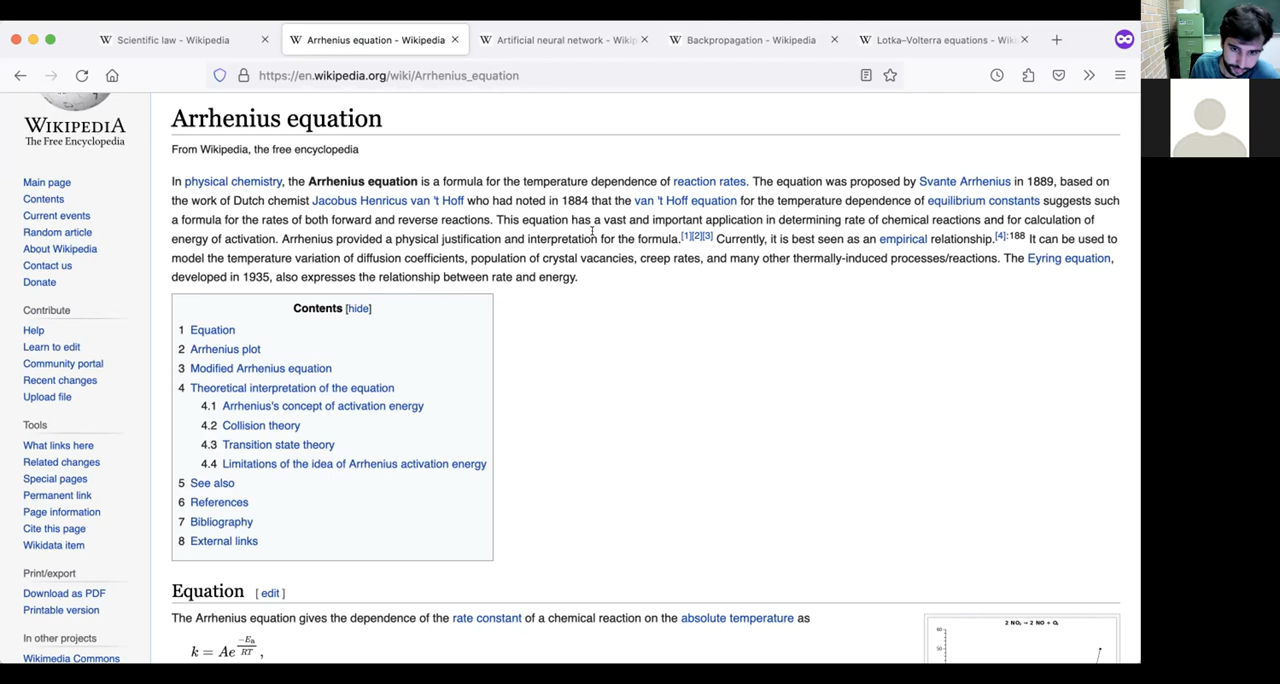 Scientific law - Wikipedia
Arrhenius equation - Wikipedia
Artificial neural network - Wikip
Backpropagation - Wikipedia
Lotka–Volterra equations - Wiki
https://en.wikipedia.org/wiki/Arrhenius_equation
WIKIPEDIA
The Free Encyclopedia
Main page
Contents
Current events
Random article
About Wikipedia
Contact us
Donate
Contribute
Help
Learn to edit
Community portal
Recent changes
Upload file
Tools
What links here
Related changes
Special pages
Permanent link
Page information
Cite this page
Wikidata item
Print/export
Download as PDF
Printable version
In other projects
Wikimedia Commons
Arrhenius equation
From Wikipedia, the free encyclopedia
In physical chemistry, the Arrhenius equation is a formula for the temperature dependence of reaction rates. The equation was proposed by Svante Arrhenius in 1889, based on
the work of Dutch chemist Jacobus Henricus van 't Hoff who had noted in 1884 that the van 't Hoff equation for the temperature dependence of equilibrium constants suggests such
a formula for the rates of both forward and reverse reactions. This equation has a vast and important application in determining rate of chemical reactions and for calculation of
energy of activation. Arrhenius provided a physical justification and interpretation for the formula.[1][2][3] Currently, it is best seen as an empirical relationship.[4]:188 It can be used to
model the temperature variation of diffusion coefficients, population of crystal vacancies, creep rates, and many other thermally-induced processes/reactions. The Eyring equation,
developed in 1935, also expresses the relationship between rate and energy.
Contents [hide]
1 Equation
2 Arrhenius plot
3 Modified Arrhenius equation
4 Theoretical interpretation of the equation
4.1 Arrhenius's concept of activation energy
4.2 Collision theory
4.3 Transition state theory
4.4 Limitations of the idea of Arrhenius activation energy
5 See also
6 References
7 Bibliography
8 External links
Equation [ edit ]
The Arrhenius equation gives the dependence of the rate constant of a chemical reaction on the absolute temperature as
k = Ae^(-Ea/RT),
2 NO₂ → 2 NO + O₂
60
50